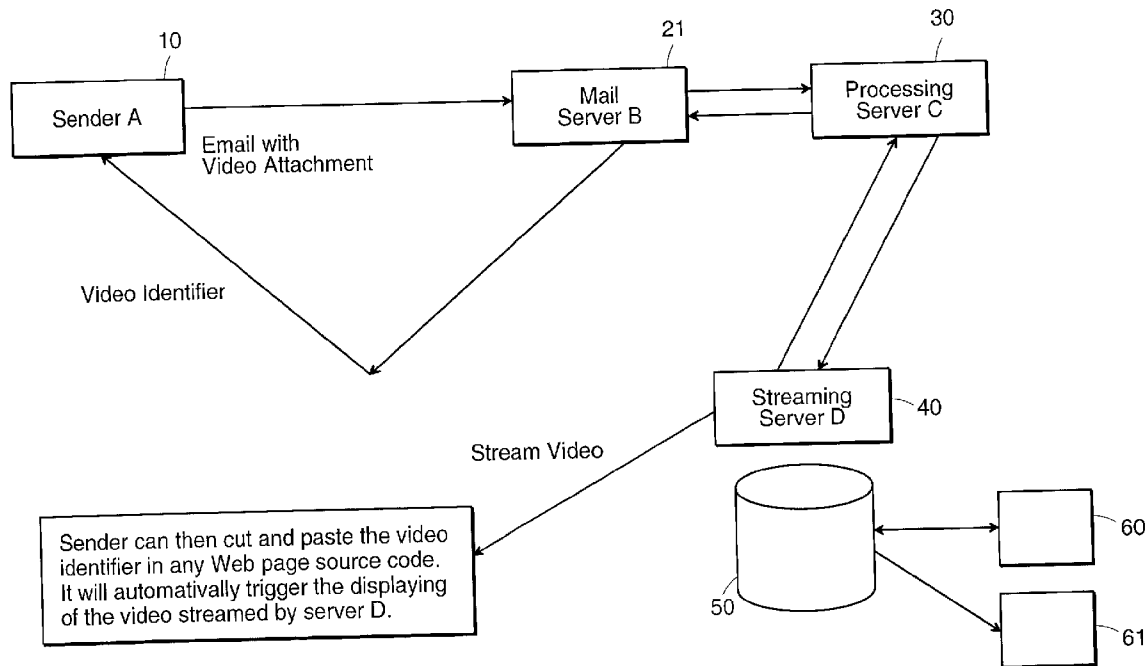 10
21
30
Sender A
Mail
Server B
Processing
Server C
Email with
Video Attachment
Video Identifier
Streaming
Server D
40
Stream Video
Sender can then cut and paste the video
identifier in any Web page source code.
It will automativally trigger the displaying
of the video streamed by server D.
50
60
61